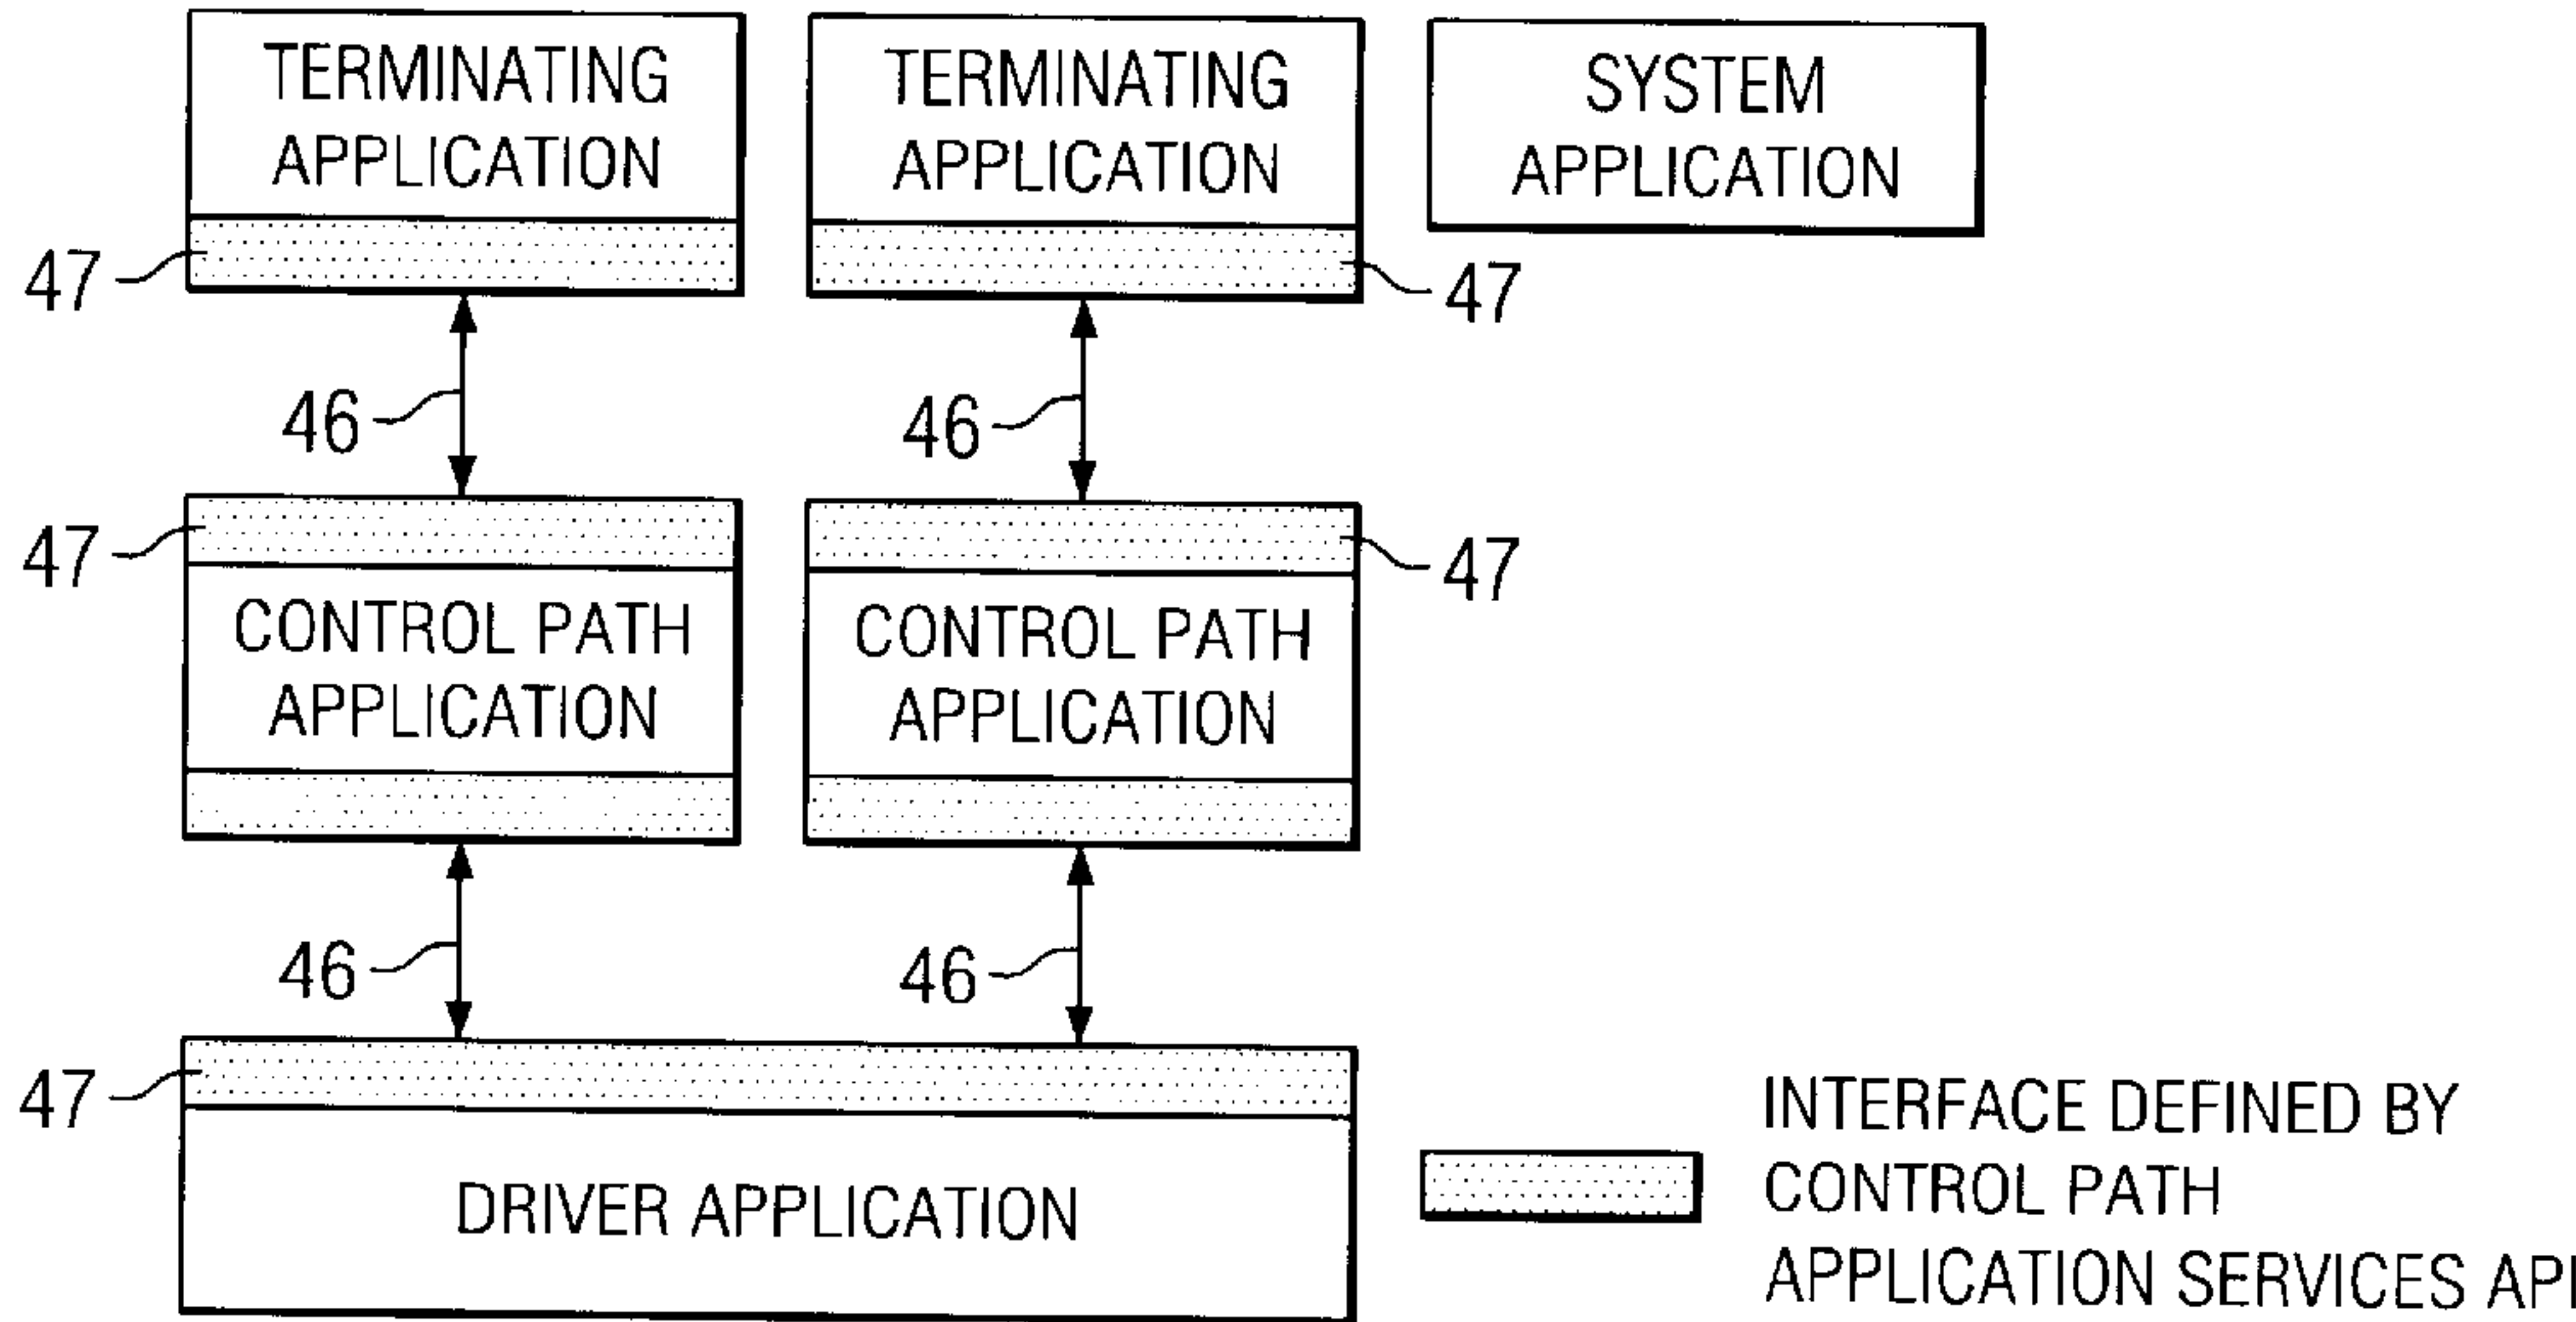 TERMINATING
APPLICATION
TERMINATING
APPLICATION
SYSTEM
APPLICATION
47
47
46
46
47
47
CONTROL PATH
APPLICATION
CONTROL PATH
APPLICATION
46
46
47
DRIVER APPLICATION
INTERFACE DEFINED BY
CONTROL PATH
APPLICATION SERVICES API